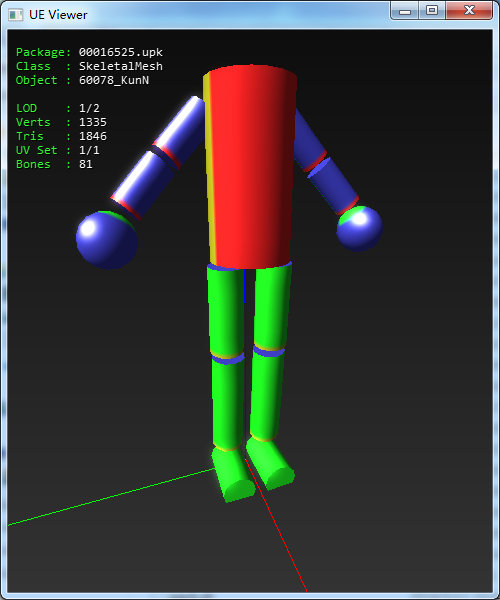 UE Viewer
Package: 00016525.upk
Class  : SkeletalMesh
Object : 60078_KunN
LOD    : 1/2
Verts  : 1335
Tris   : 1846
UV Set : 1/1
Bones  : 81